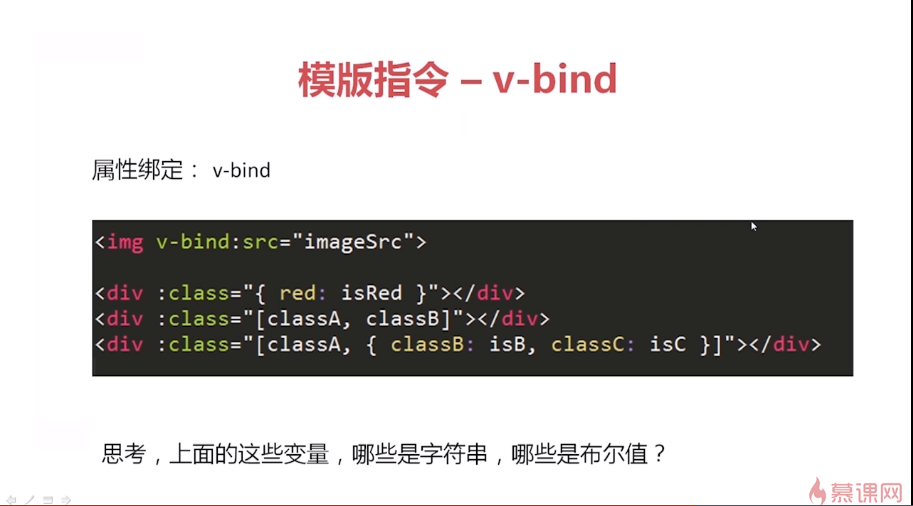 模版指令 – v-bind
属性绑定： v-bind
<img v-bind:src="imageSrc">
<div :class="{ red: isRed }"></div>
<div :class="[classA, classB]"></div>
<div :class="[classA, { classB: isB, classC: isC }]"></div>
思考，上面的这些变量，哪些是字符串，哪些是布尔值？
慕课网